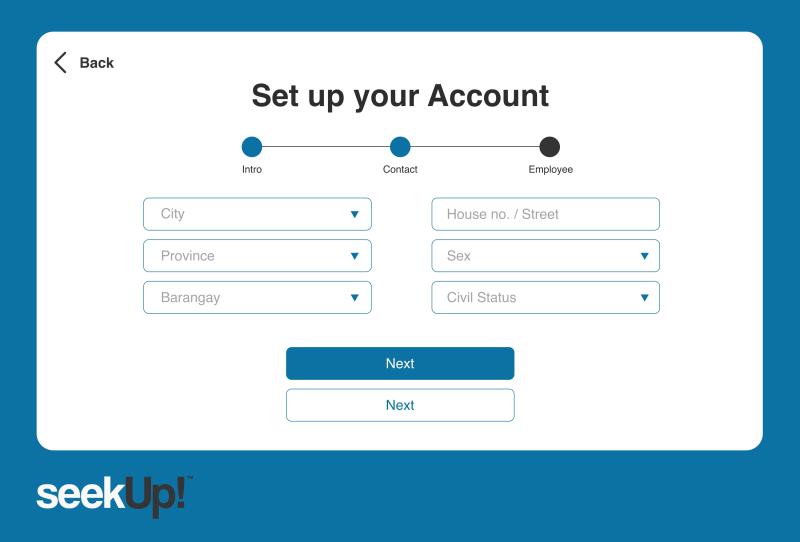 Back
Set up your Account
Intro
Contact
Employee
City
House no. / Street
Province
Sex
Barangay
Civil Status
Next
Next
seekUp!™